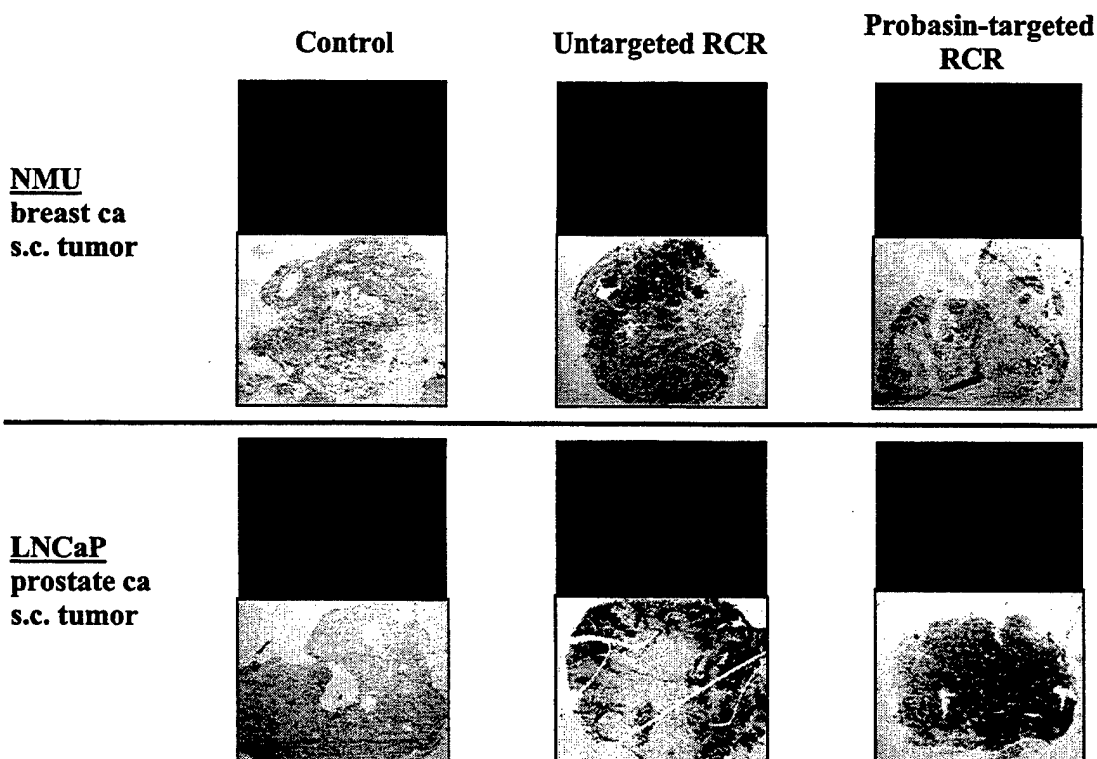 Control
Untargeted RCR
Probasin-targeted
RCR
NMU
breast ca
s.c. tumor
LNCaP
prostate ca
s.c. tumor